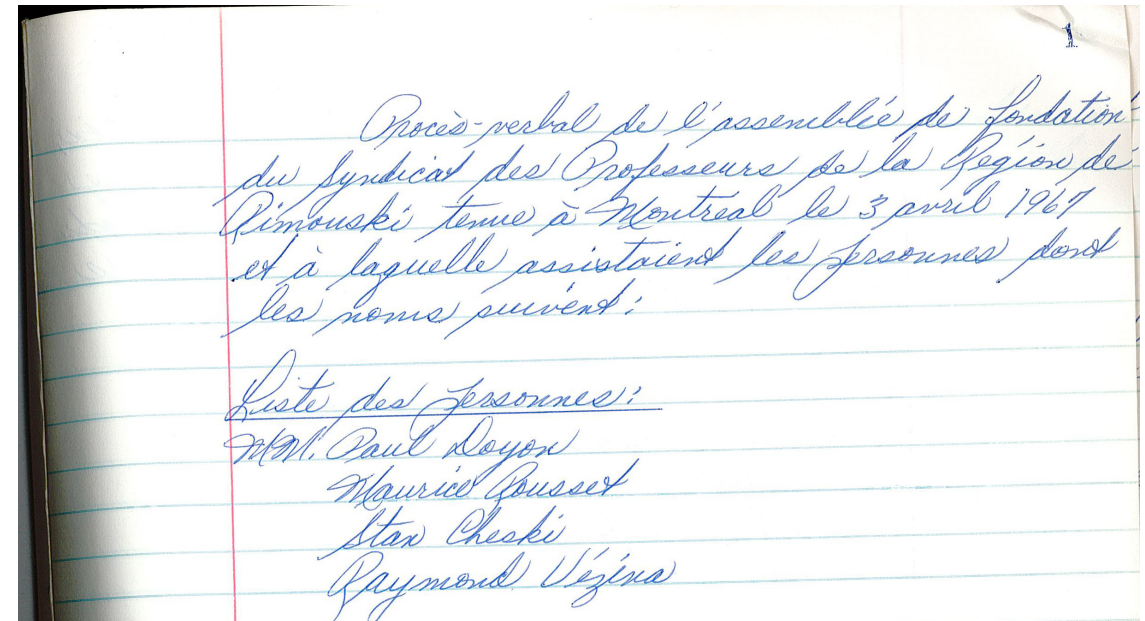 1
Procès-verbal de l'assemblée de fondation
du Syndicat des Professeurs de la Région de
Rimouski tenue à Montréal le 3 avril 1967
et à laquelle assistaient les personnes dont
les noms suivent:
Liste des personnes:
MM. Paul Doyon
Maurice Rousset
Stan Cheski
Raymond Vézina